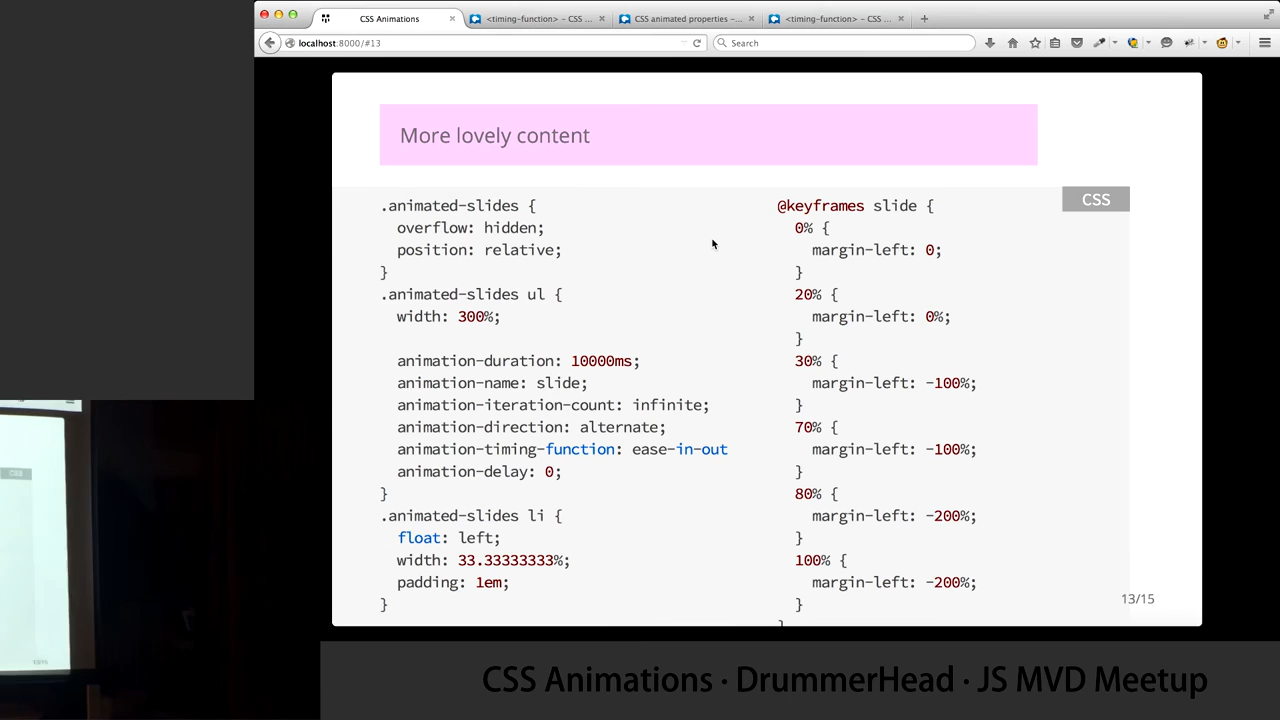 CSS Animations
<timing-function> – CSS ...
CSS animated properties –...
<timing-function> – CSS ...
localhost:8000/#13
Search
More lovely content
CSS
.animated-slides {
overflow: hidden;
position: relative;
}
.animated-slides ul {
width: 300%;
animation-duration: 10000ms;
animation-name: slide;
animation-iteration-count: infinite;
animation-direction: alternate;
animation-timing-function: ease-in-out
animation-delay: 0;
}
.animated-slides li {
float: left;
width: 33.33333333%;
padding: 1em;
}
@keyframes slide {
0% {
margin-left: 0;
}
20% {
margin-left: 0%;
}
30% {
margin-left: -100%;
}
70% {
margin-left: -100%;
}
80% {
margin-left: -200%;
}
100% {
margin-left: -200%;
}
}
13/15
CSS
13/15
CSS Animations · DrummerHead · JS MVD Meetup